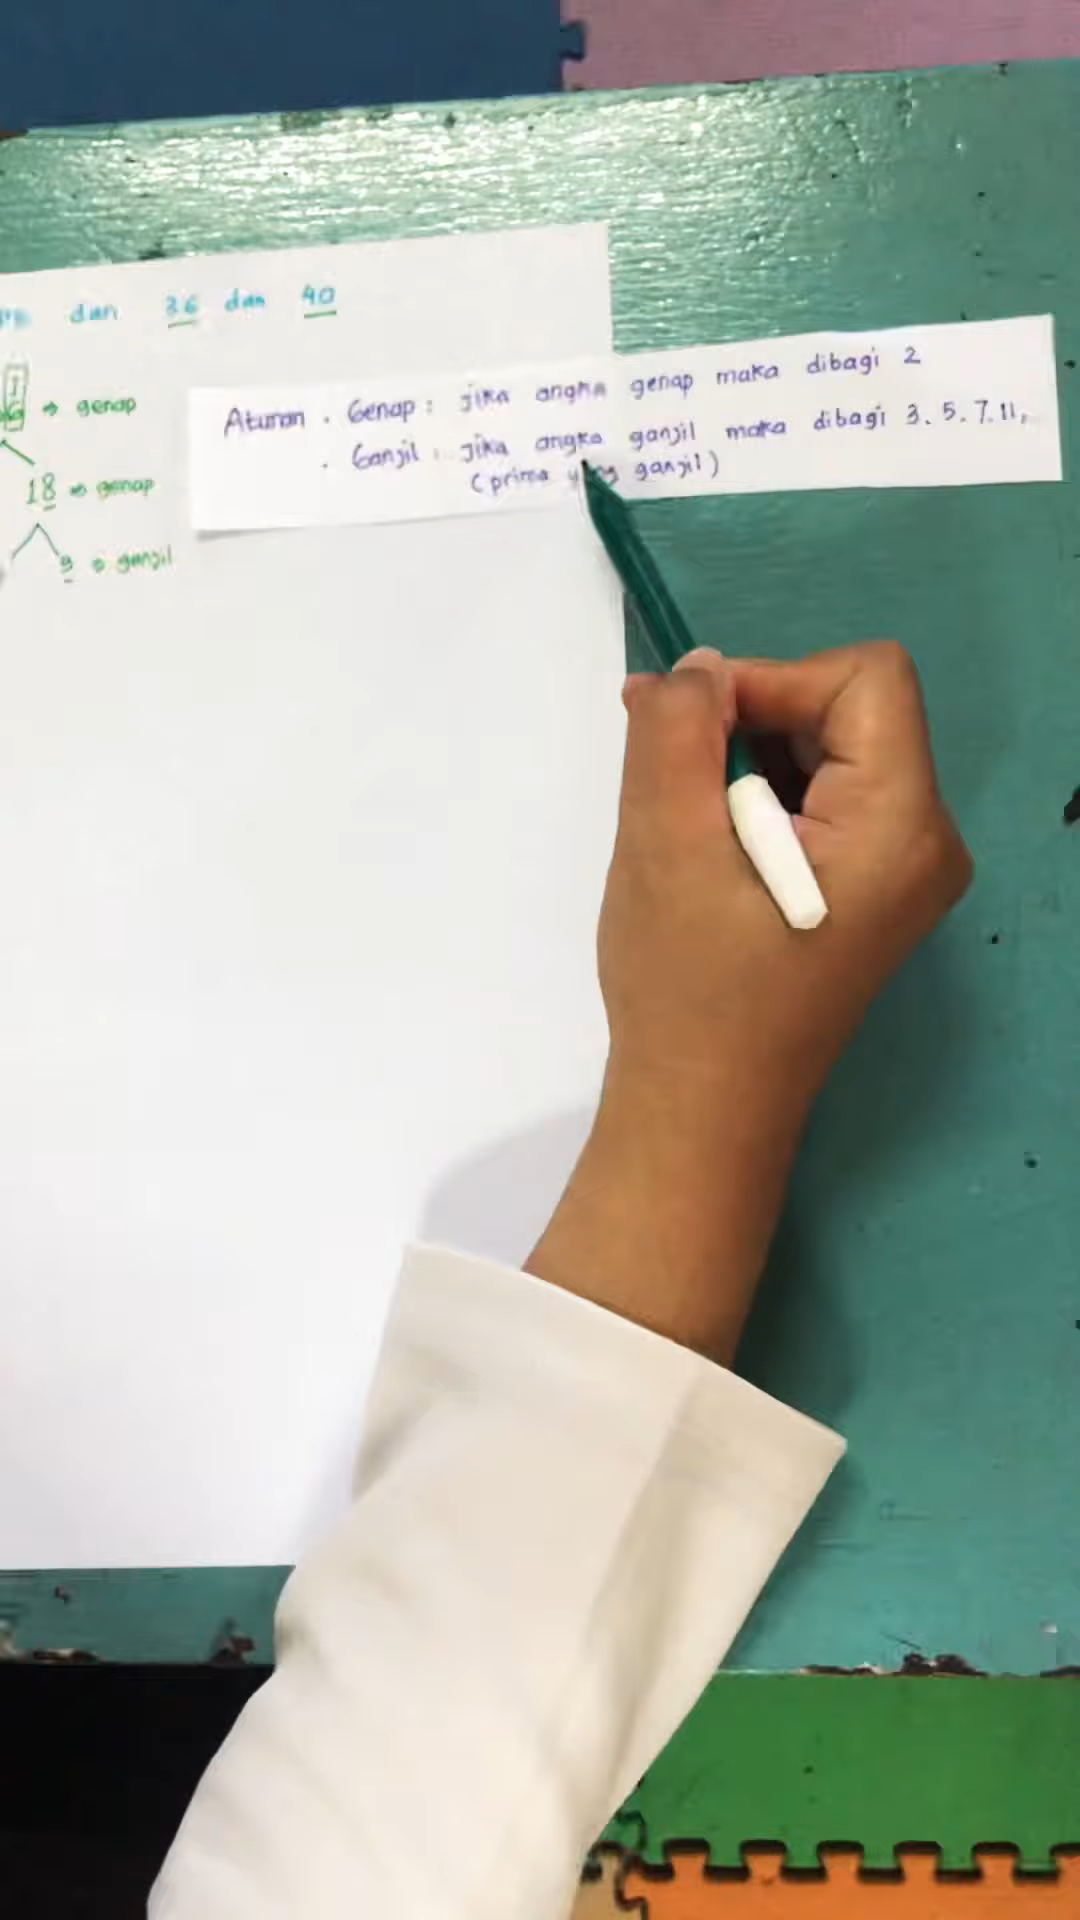 dan 36 dan 40
⇒ genap
18 ⇒ genap
9 ⇒ ganjil
Aturan . Genap : jika angka genap maka dibagi 2
. Ganjil : jika angka ganjil maka dibagi 3. 5. 7. 11, ...
(prima yang ganjil)